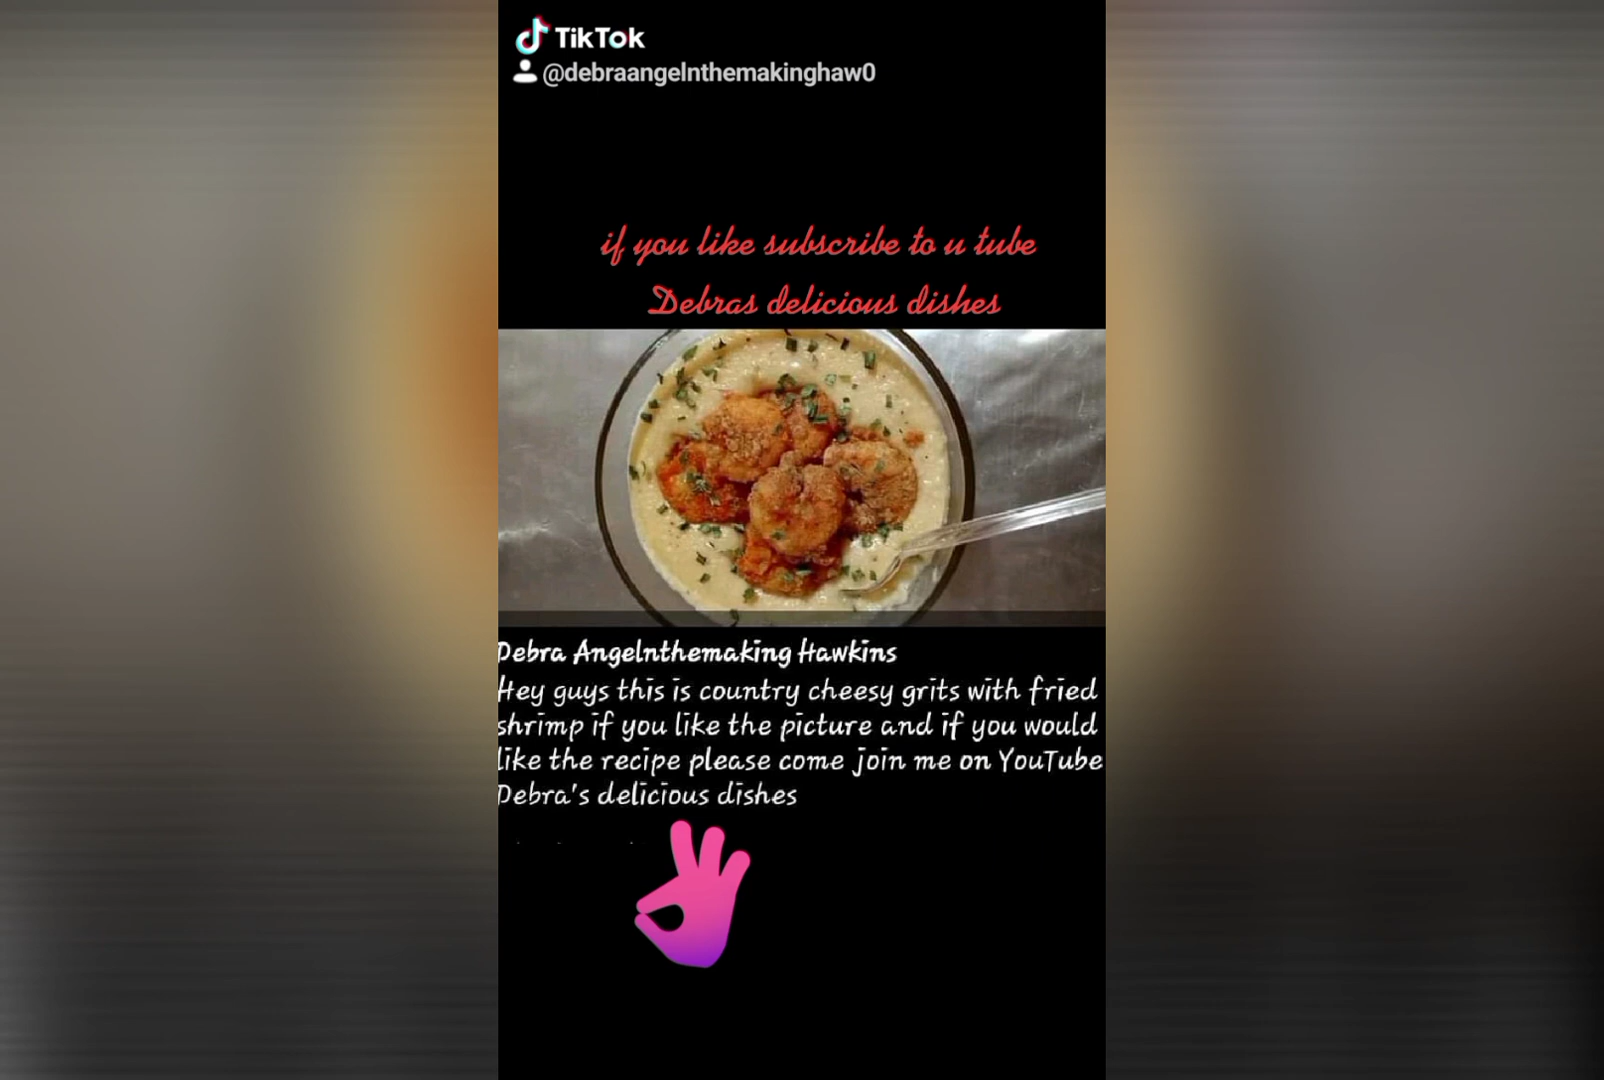 TikTok
@debraangelnthemakinghaw0
if you like subscribe to u tube
Debras delicious dishes
Debra Angelnthemaking Hawkins
Hey guys this is country cheesy grits with fried
shrimp if you like the picture and if you would
like the recipe please come join me on YouTube
Debra's delicious dishes